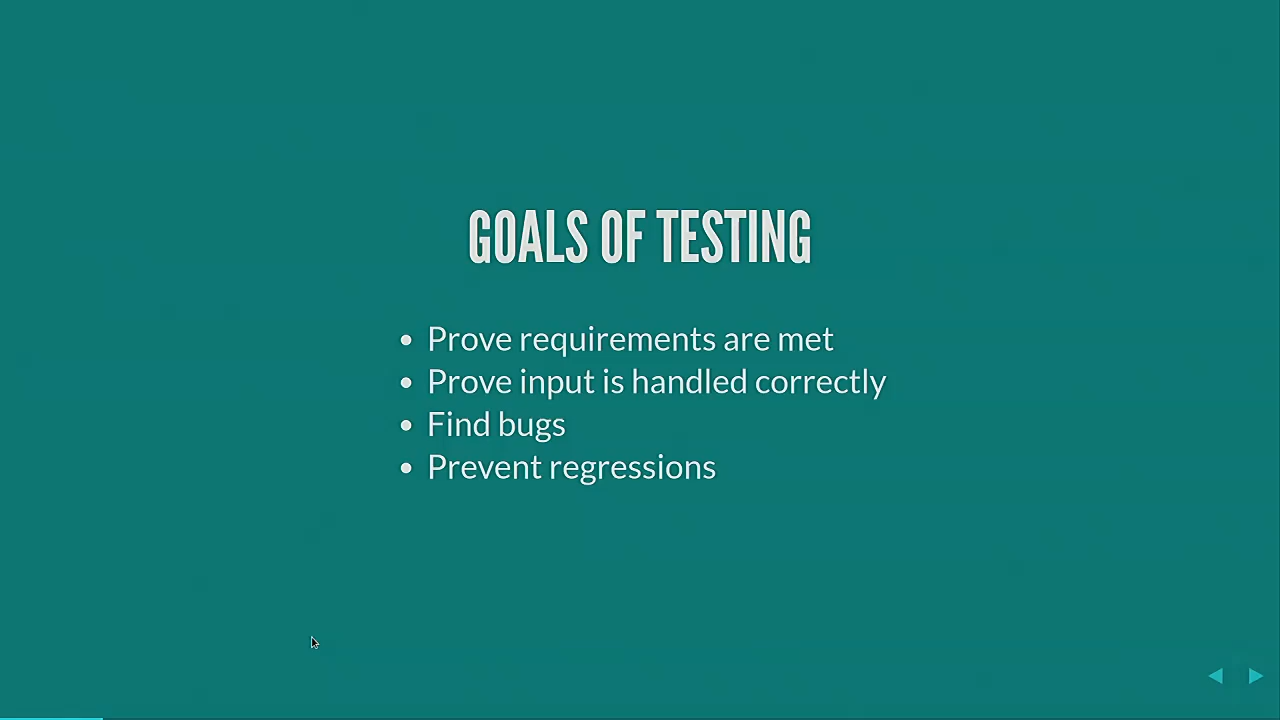 GOALS OF TESTING
Prove requirements are met
Prove input is handled correctly
Find bugs
Prevent regressions